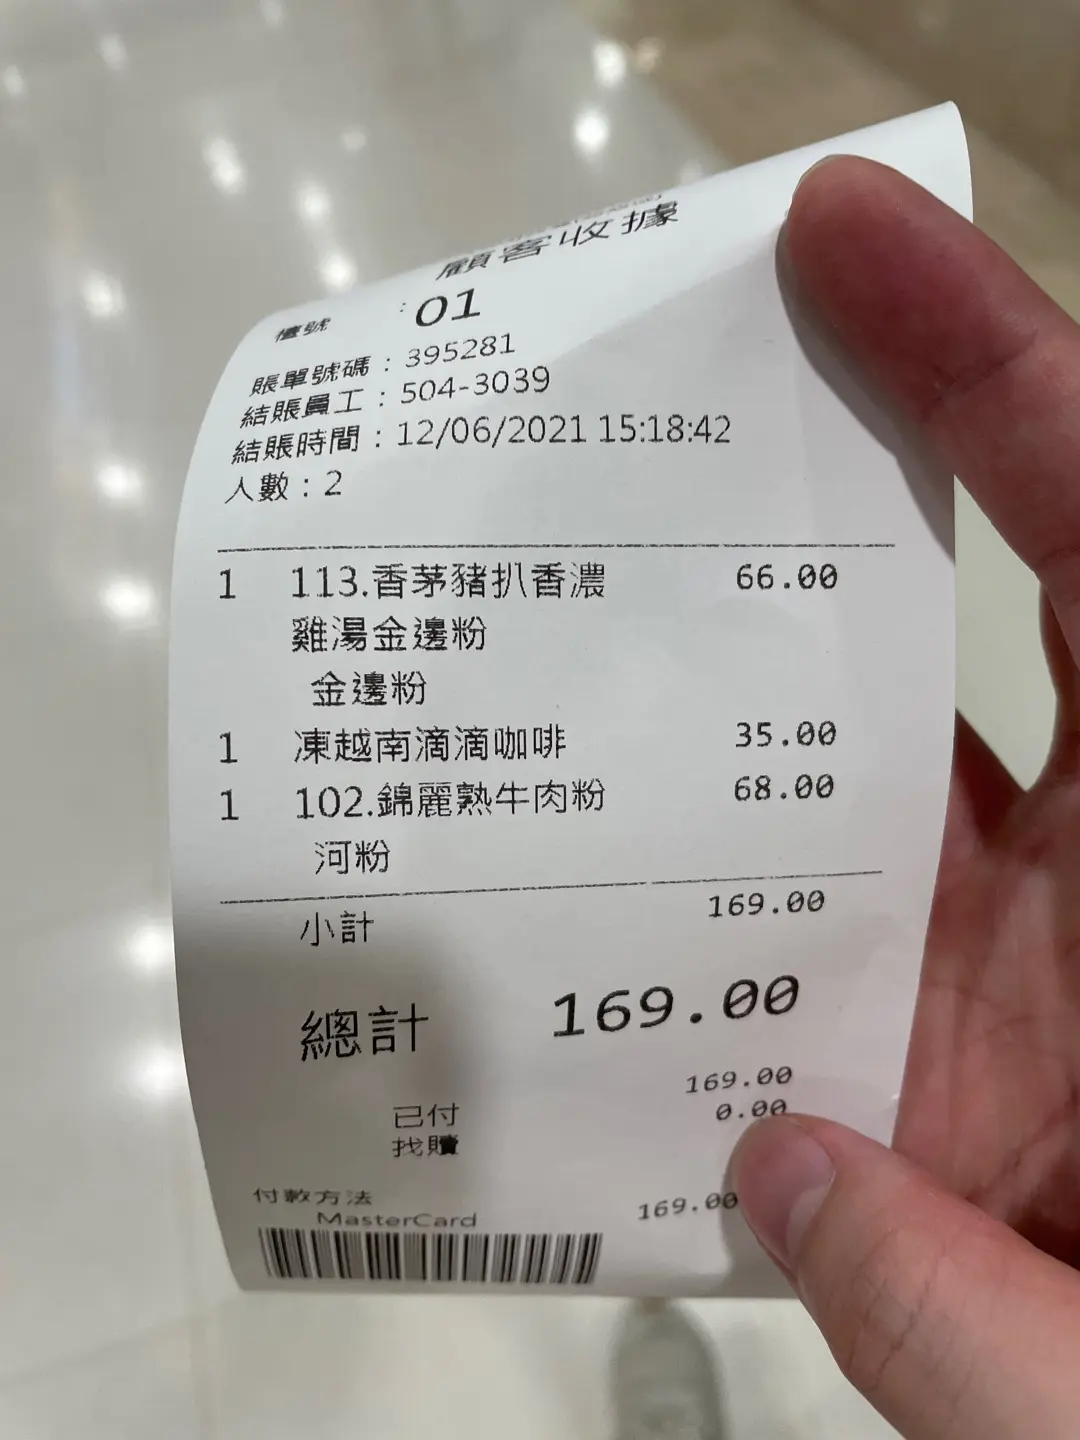 顧客收據
檯號 : 01
賬單號碼 : 395281
結賬員工 : 504-3039
結賬時間 : 12/06/2021 15:18:42
人數 : 2
1 113.香茅豬扒香濃 66.00
雞湯金邊粉
金邊粉
1 凍越南滴滴咖啡 35.00
1 102.錦麗熟牛肉粉 68.00
河粉
小計 169.00
總計 169.00
已付 169.00
找贖 0.00
付款方法
MasterCard 169.00